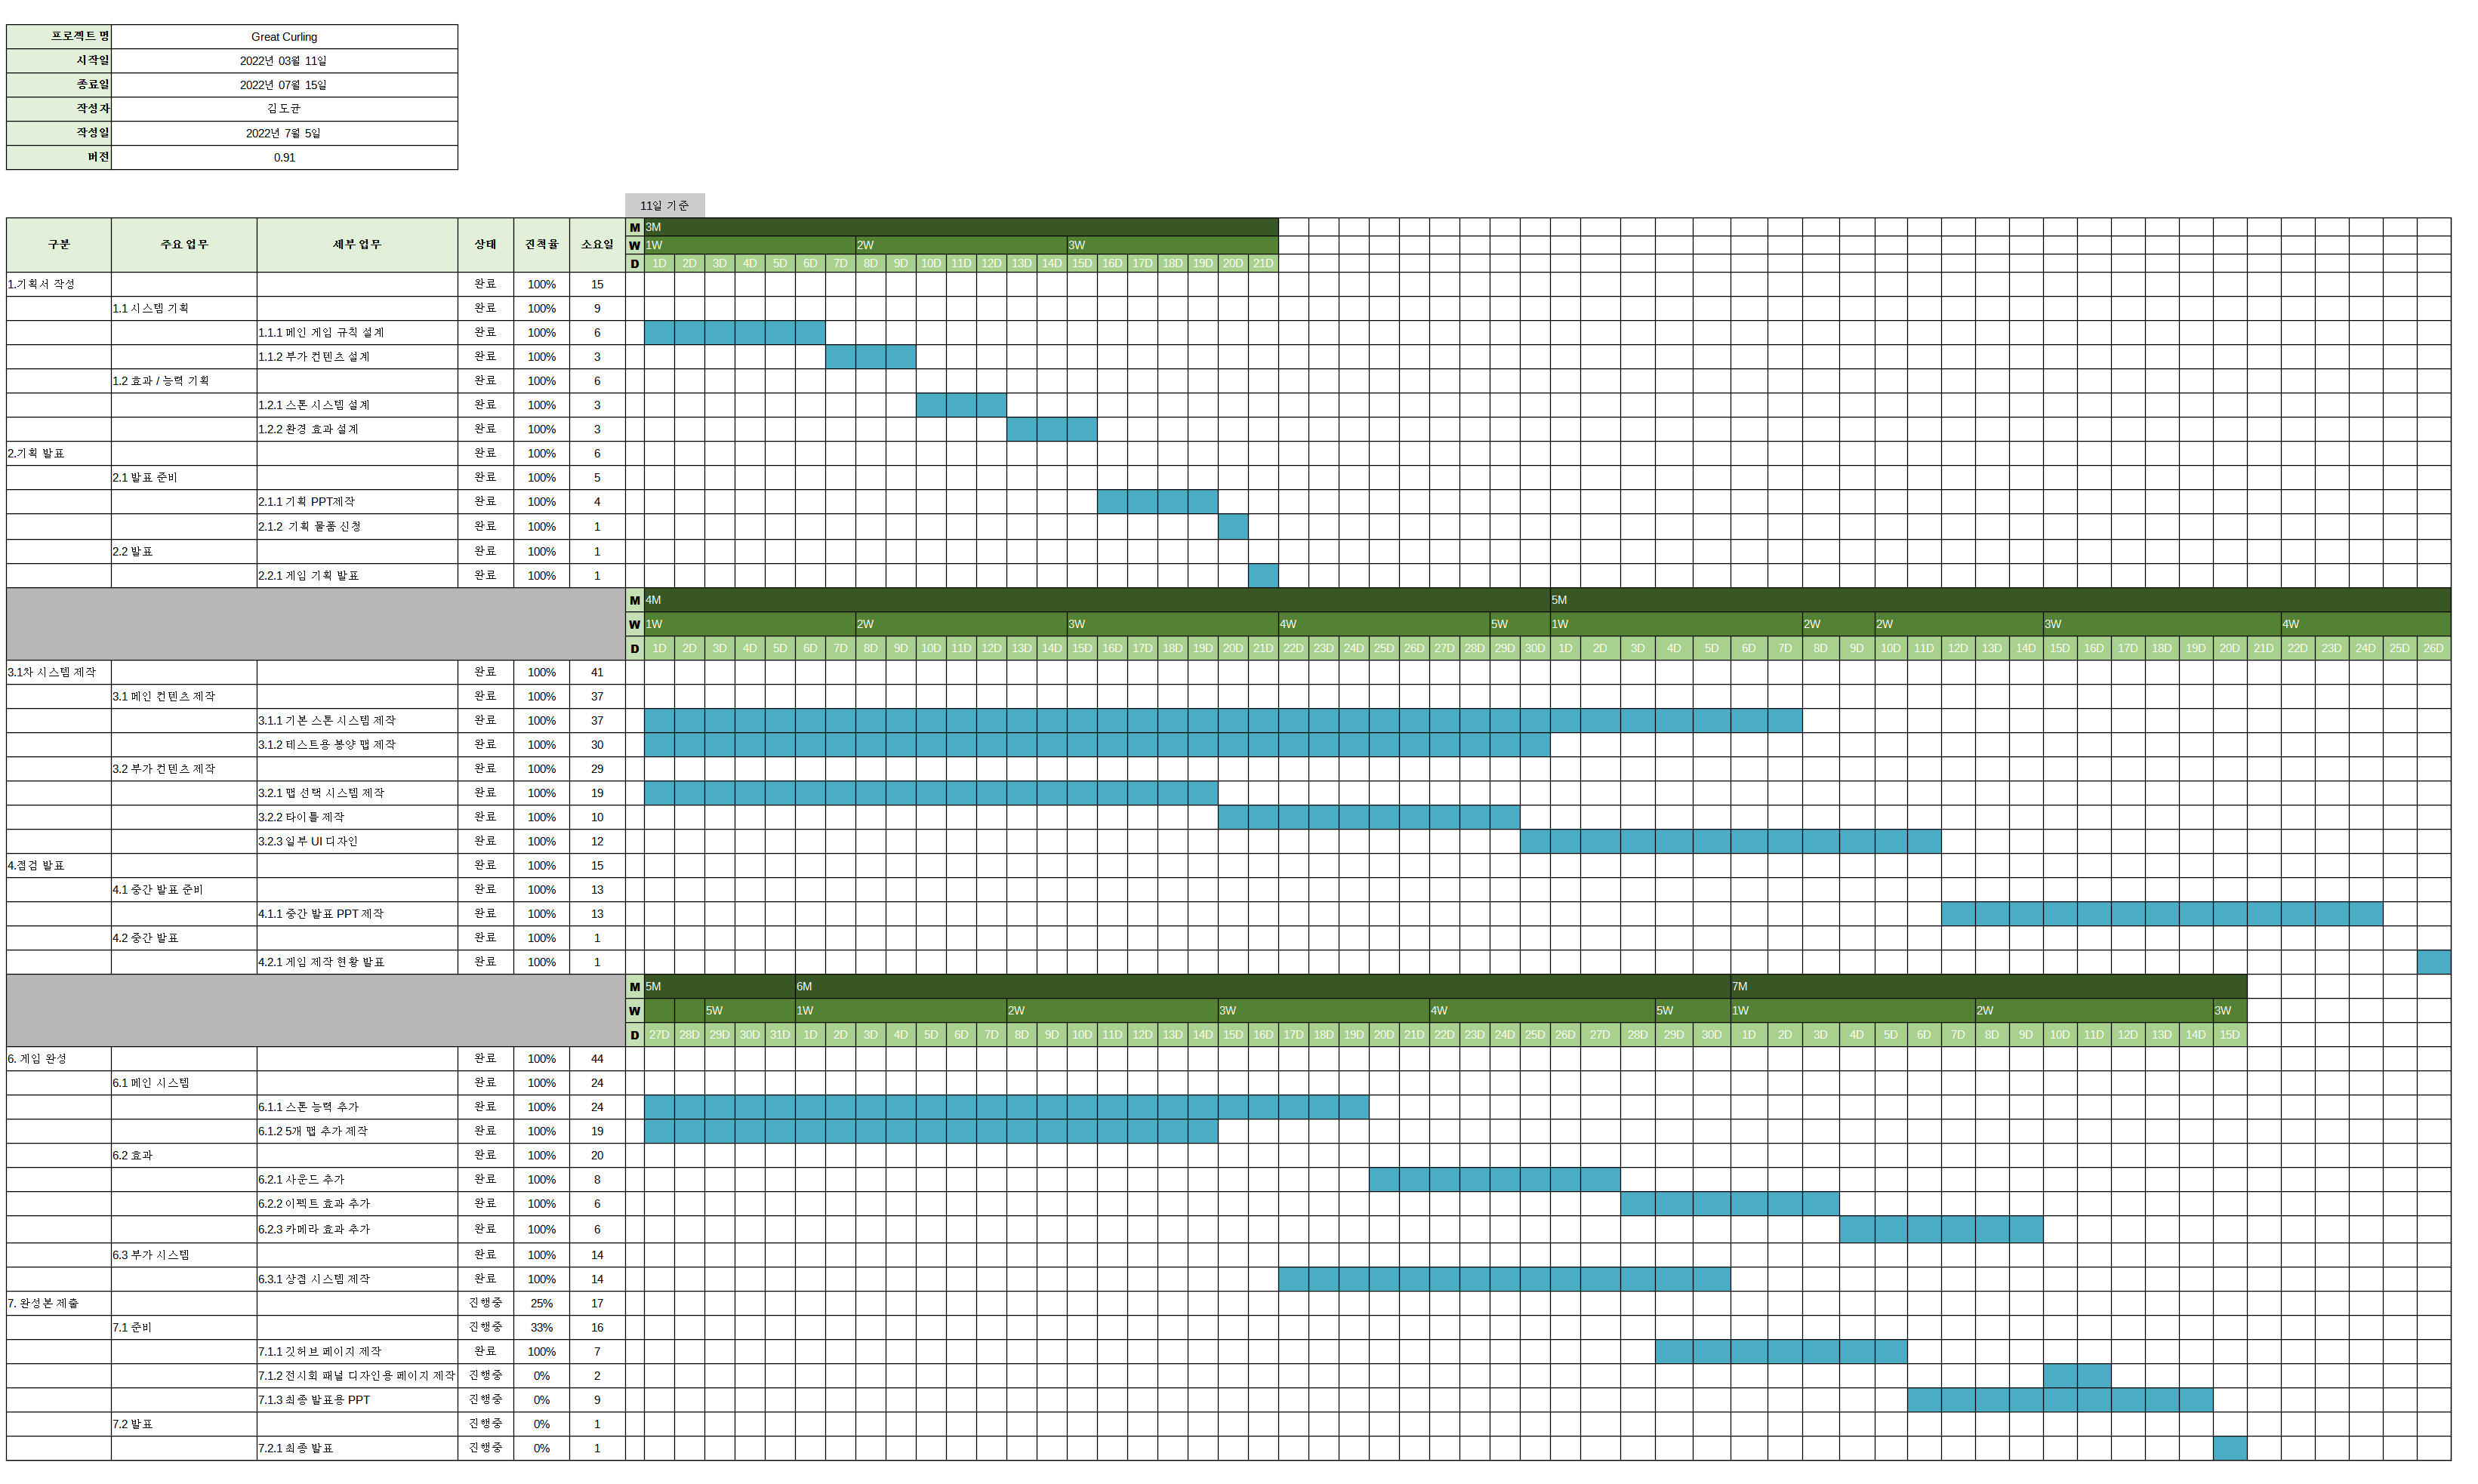 프로젝트 명 Great Curling
시작일 2022년 03월 11일
종료일 2022년 07월 15일
작성자 김도균
작성일 2022년 7월 5일
버전 0.91
11일 기준
구분 주요 업무 세부 업무 상태 진척율 소요일
M 3M
W 1W 2W 3W
D 1D 2D 3D 4D 5D 6D 7D 8D 9D 10D 11D 12D 13D 14D 15D 16D 17D 18D 19D 20D 21D
1.기획서 작성 완료 100% 15
1.1 시스템 기획 완료 100% 9
1.1.1 메인 게임 규칙 설계 완료 100% 6
1.1.2 부가 컨텐츠 설계 완료 100% 3
1.2 효과 / 능력 기획 완료 100% 6
1.2.1 스톤 시스템 설계 완료 100% 3
1.2.2 환경 효과 설계 완료 100% 3
2.기획 발표 완료 100% 6
2.1 발표 준비 완료 100% 5
2.1.1 기획 PPT제작 완료 100% 4
2.1.2 기획 물품 신청 완료 100% 1
2.2 발표 완료 100% 1
2.2.1 게임 기획 발표 완료 100% 1
M 4M 5M
W 1W 2W 3W 4W 5W 1W 2W 2W 3W 4W
D 1D 2D 3D 4D 5D 6D 7D 8D 9D 10D 11D 12D 13D 14D 15D 16D 17D 18D 19D 20D 21D 22D 23D 24D 25D 26D 27D 28D 29D 30D 1D 2D 3D 4D 5D 6D 7D 8D 9D 10D 11D 12D 13D 14D 15D 16D 17D 18D 19D 20D 21D 22D 23D 24D 25D 26D
3.1차 시스템 제작 완료 100% 41
3.1 메인 컨텐츠 제작 완료 100% 37
3.1.1 기본 스톤 시스템 제작 완료 100% 37
3.1.2 테스트용 봉양 맵 제작 완료 100% 30
3.2 부가 컨텐츠 제작 완료 100% 29
3.2.1 맵 선택 시스템 제작 완료 100% 19
3.2.2 타이틀 제작 완료 100% 10
3.2.3 일부 UI 디자인 완료 100% 12
4.점검 발표 완료 100% 15
4.1 중간 발표 준비 완료 100% 13
4.1.1 중간 발표 PPT 제작 완료 100% 13
4.2 중간 발표 완료 100% 1
4.2.1 게임 제작 현황 발표 완료 100% 1
M 5M 6M 7M
W 5W 1W 2W 3W 4W 5W 1W 2W 3W
D 27D 28D 29D 30D 31D 1D 2D 3D 4D 5D 6D 7D 8D 9D 10D 11D 12D 13D 14D 15D 16D 17D 18D 19D 20D 21D 22D 23D 24D 25D 26D 27D 28D 29D 30D 1D 2D 3D 4D 5D 6D 7D 8D 9D 10D 11D 12D 13D 14D 15D
6. 게임 완성 완료 100% 44
6.1 메인 시스템 완료 100% 24
6.1.1 스톤 능력 추가 완료 100% 24
6.1.2 5개 맵 추가 제작 완료 100% 19
6.2 효과 완료 100% 20
6.2.1 사운드 추가 완료 100% 8
6.2.2 이펙트 효과 추가 완료 100% 6
6.2.3 카메라 효과 추가 완료 100% 6
6.3 부가 시스템 완료 100% 14
6.3.1 상점 시스템 제작 완료 100% 14
7. 완성본 제출 진행중 25% 17
7.1 준비 진행중 33% 16
7.1.1 깃허브 페이지 제작 완료 100% 7
7.1.2 전시회 패널 디자인용 페이지 제작 진행중 0% 2
7.1.3 최종 발표용 PPT 진행중 0% 9
7.2 발표 진행중 0% 1
7.2.1 최종 발표 진행중 0% 1